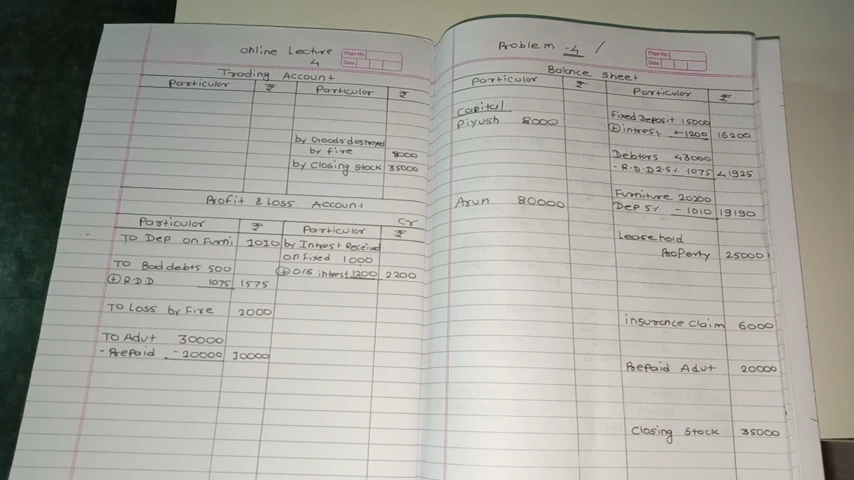 online Lecture
4
Page No.
Date
Trading Account
Particular ₹ Particular ₹
by Goods destroyed
by fire 8000
by Closing Stock 35000
Profit & Loss Account
Cr
Particular ₹ Particular ₹
To Dep on Furni 1010 by Intrest Received
on Fixed 1000
To Bad debts 500 (+) O/S intrest 1200 2200
(+) R.D.D 1075 1575
To Loss by Fire 2000
To Advt 30000
- Prepaid - 20000 10000
Problem - 4 /
Page No.
Date
Balance sheet
Particular ₹ Particular ₹
Capital Fixed Deposit 15000
Piyush 8000 (+) intrest + 1200 16200
Debtors 43000
- R.D.D 2.5% 1075 41925
Furniture 20200
Arun 80000 Dep 5% - 1010 19190
Leasehold
Property 25000
insurance Claim 6000
Prepaid Advt 20000
Closing Stock 35000